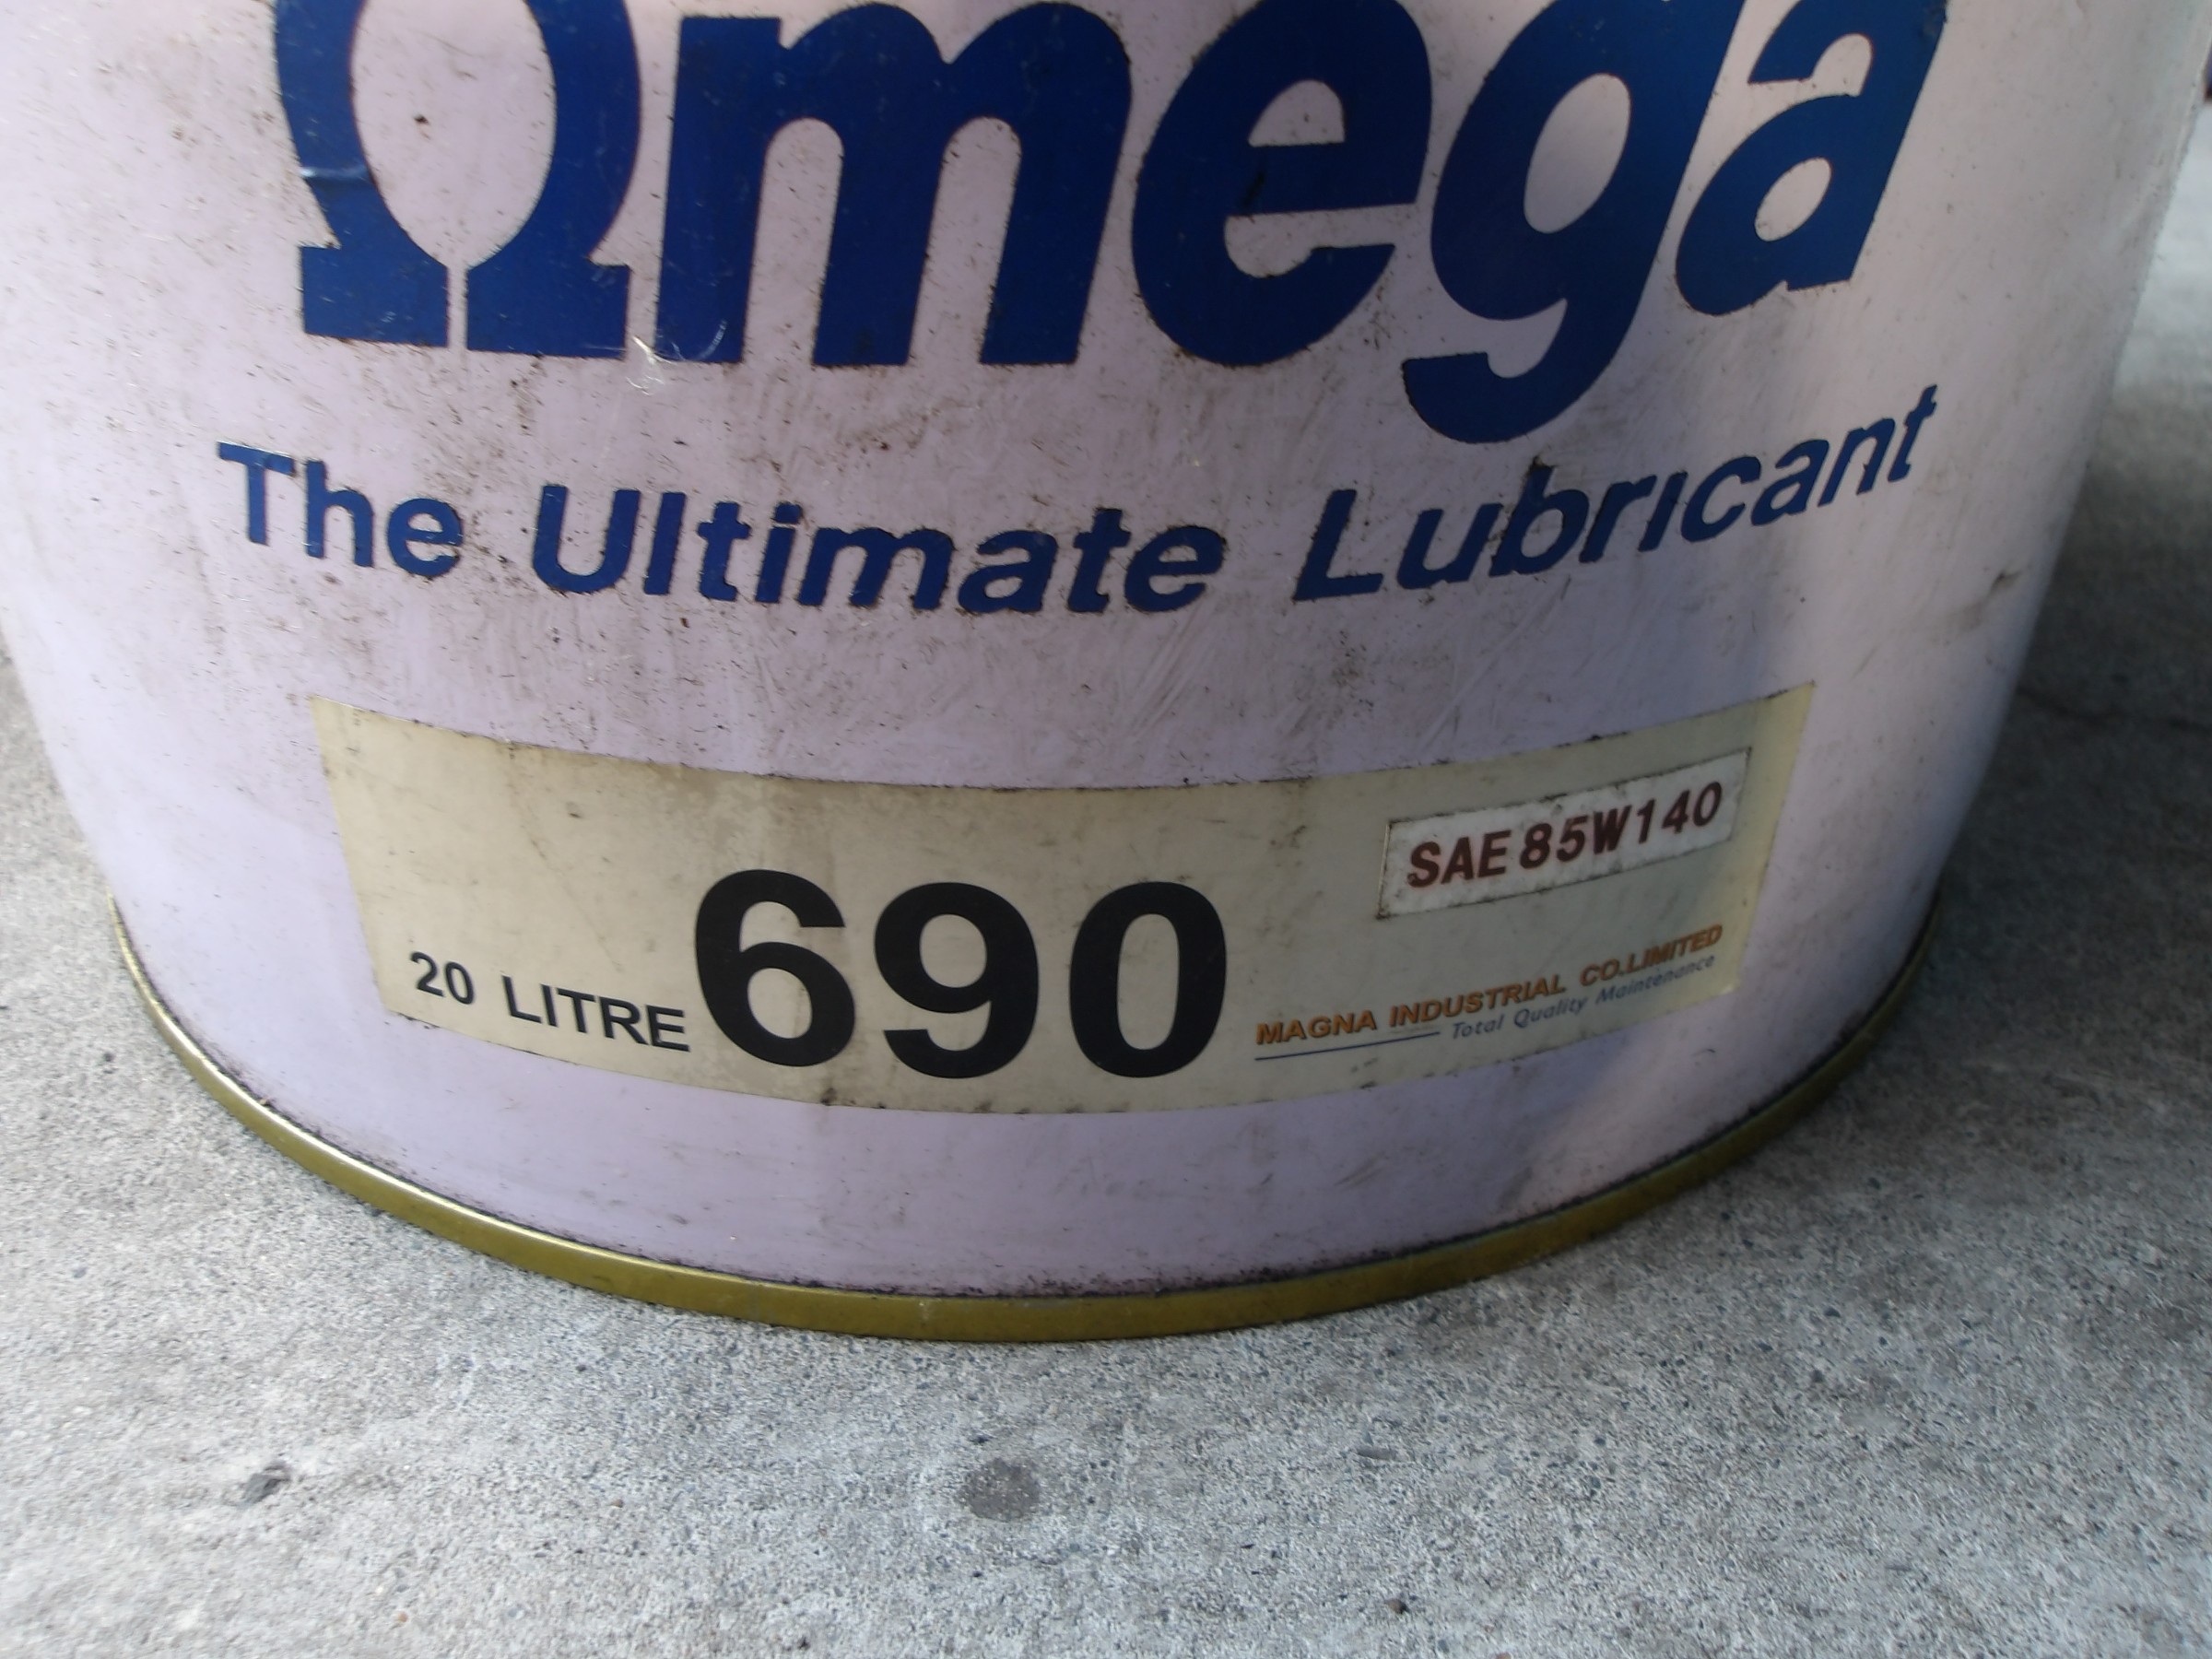 Ωmega
The Ultimate Lubricant
SAE 85W140
20 LITRE 690
MAGNA INDUSTRIAL CO.LIMITED
Total Quality Maintenance